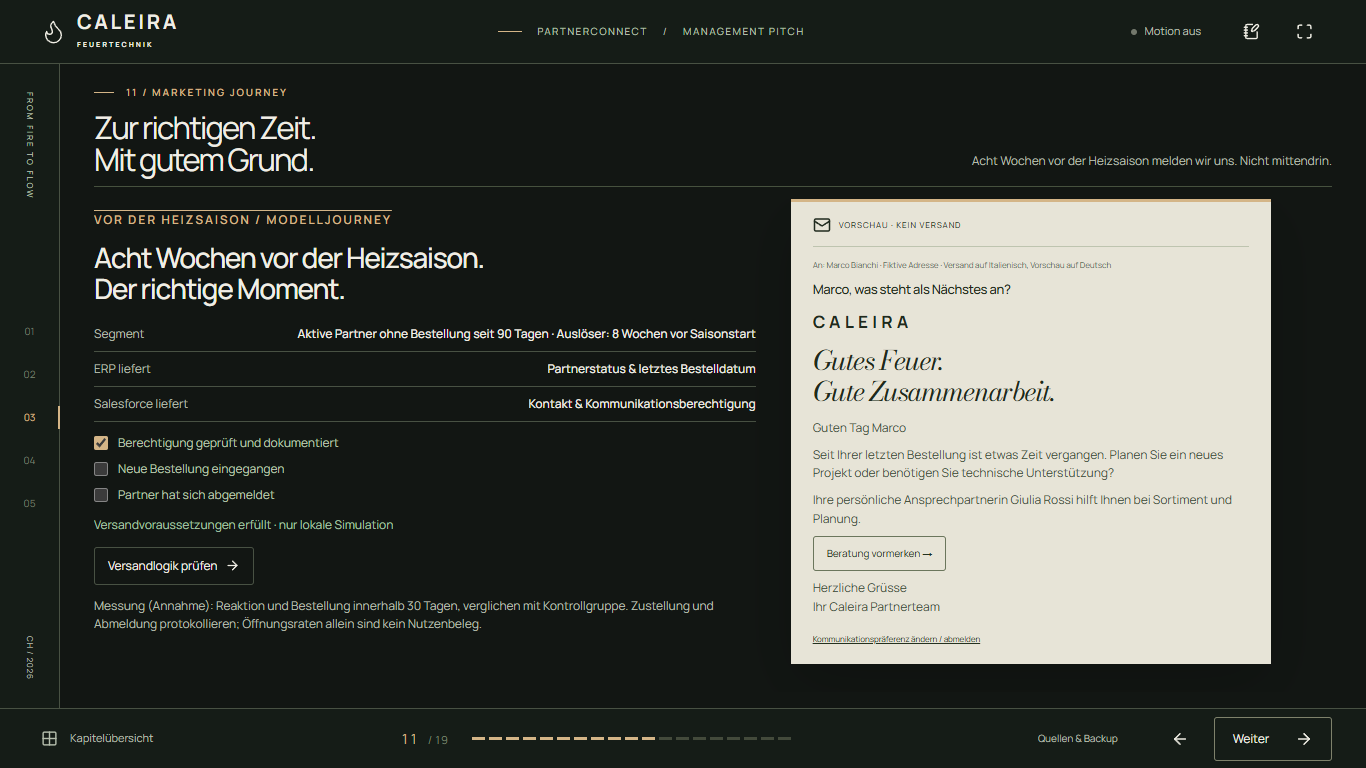 CALEIRA
FEUERTECHNIK
PARTNERCONNECT / MANAGEMENT PITCH
Motion aus
FROM FIRE TO FLOW
01
02
03
04
05
CH / 2026
11 / MARKETING JOURNEY
Zur richtigen Zeit.
Mit gutem Grund.
Acht Wochen vor der Heizsaison melden wir uns. Nicht mittendrin.
VOR DER HEIZSAISON / MODELLJOURNEY
Acht Wochen vor der Heizsaison.
Der richtige Moment.
Segment Aktive Partner ohne Bestellung seit 90 Tagen · Auslöser: 8 Wochen vor Saisonstart
ERP liefert Partnerstatus & letztes Bestelldatum
Salesforce liefert Kontakt & Kommunikationsberechtigung
Berechtigung geprüft und dokumentiert
Neue Bestellung eingegangen
Partner hat sich abgemeldet
Versandvoraussetzungen erfüllt · nur lokale Simulation
Versandlogik prüfen →
Messung (Annahme): Reaktion und Bestellung innerhalb 30 Tagen, verglichen mit Kontrollgruppe. Zustellung und
Abmeldung protokollieren; Öffnungsraten allein sind kein Nutzenbeleg.
VORSCHAU · KEIN VERSAND
An: Marco Bianchi · Fiktive Adresse · Versand auf Italienisch, Vorschau auf Deutsch
Marco, was steht als Nächstes an?
CALEIRA
Gutes Feuer.
Gute Zusammenarbeit.
Guten Tag Marco
Seit Ihrer letzten Bestellung ist etwas Zeit vergangen. Planen Sie ein neues
Projekt oder benötigen Sie technische Unterstützung?
Ihre persönliche Ansprechpartnerin Giulia Rossi hilft Ihnen bei Sortiment und
Planung.
Beratung vormerken →
Herzliche Grüsse
Ihr Caleira Partnerteam
Kommunikationspräferenz ändern / abmelden
Kapitelübersicht
11 / 19
Quellen & Backup
← Weiter →